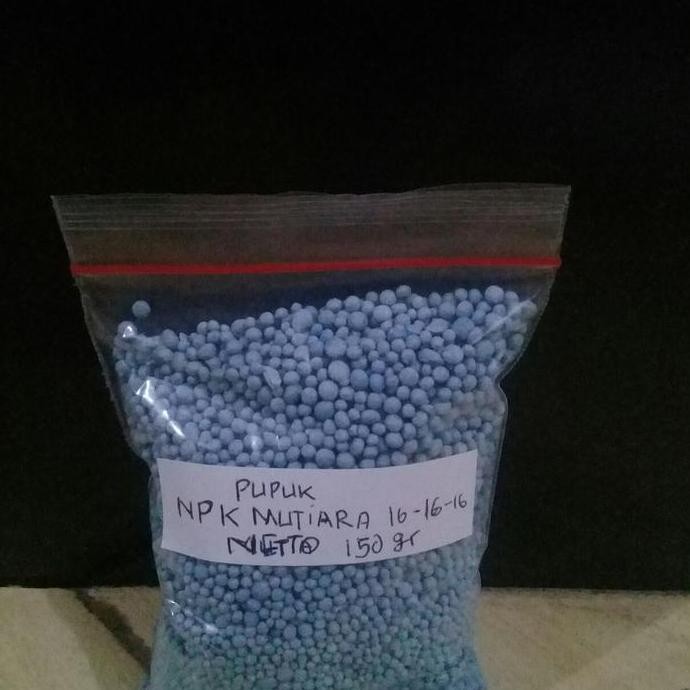 PUPUK
NPK MUTIARA 16-16-16
NETTO 150 gr